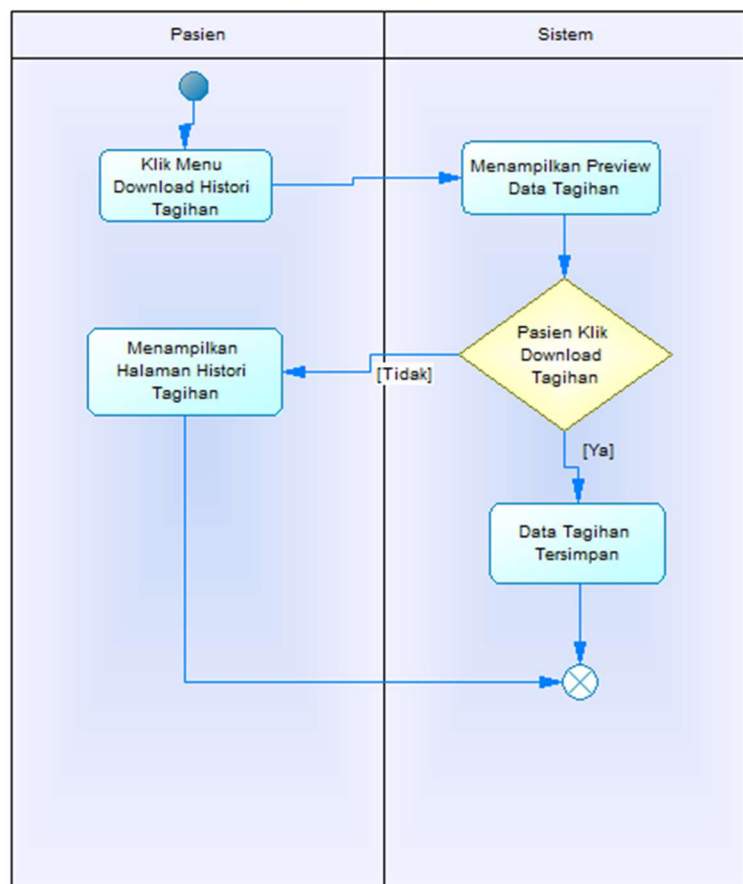 Pasien
Sistem
Klik Menu
Download Histori
Tagihan
Menampilkan Preview
Data Tagihan
Pasien Klik
Download
Tagihan
[Tidak]
Menampilkan
Halaman Histori
Tagihan
[Ya]
Data Tagihan
Tersimpan